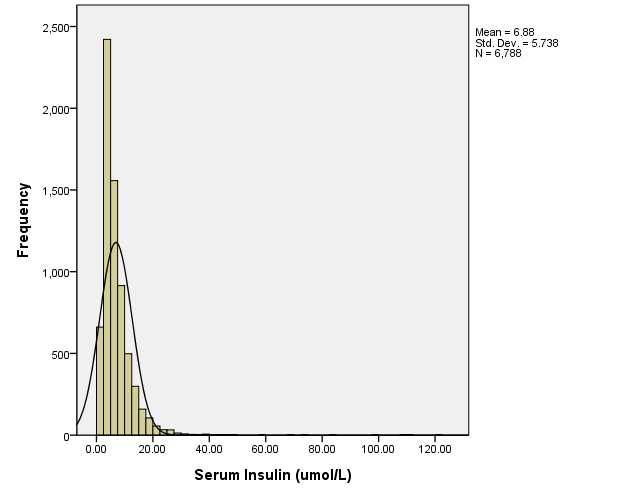 2,500
2,000
1,500
1,000
500
0
Frequency
0.00 20.00 40.00 60.00 80.00 100.00 120.00
Serum Insulin (umol/L)
Mean = 6.88
Std. Dev. = 5.738
N = 6,788